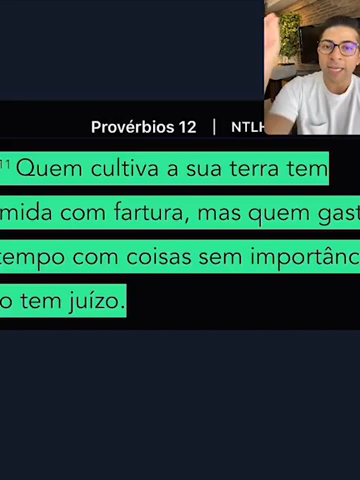 Provérbios 12 | NTLH
11 Quem cultiva a sua terra tem
mida com fartura, mas quem gast
tempo com coisas sem importânc
o tem juízo.